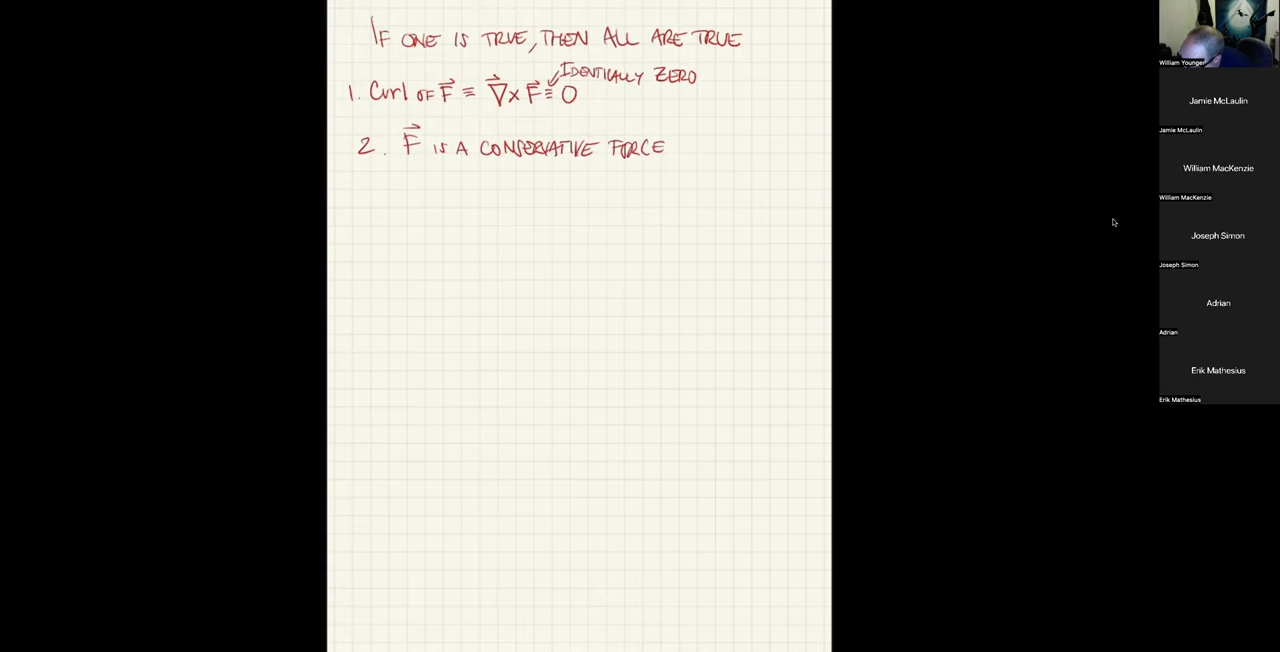 IF ONE IS TRUE, THEN ALL ARE TRUE
IDENTICALLY ZERO
1. Curl OF F⃗ ≡ ∇⃗ x F⃗ ≡ 0
2. F⃗ IS A CONSERVATIVE FORCE
William Younger
Jamie McLaulin
Jamie McLaulin
William MacKenzie
William MacKenzie
Joseph Simon
Joseph Simon
Adrian
Adrian
Erik Mathesius
Erik Mathesius